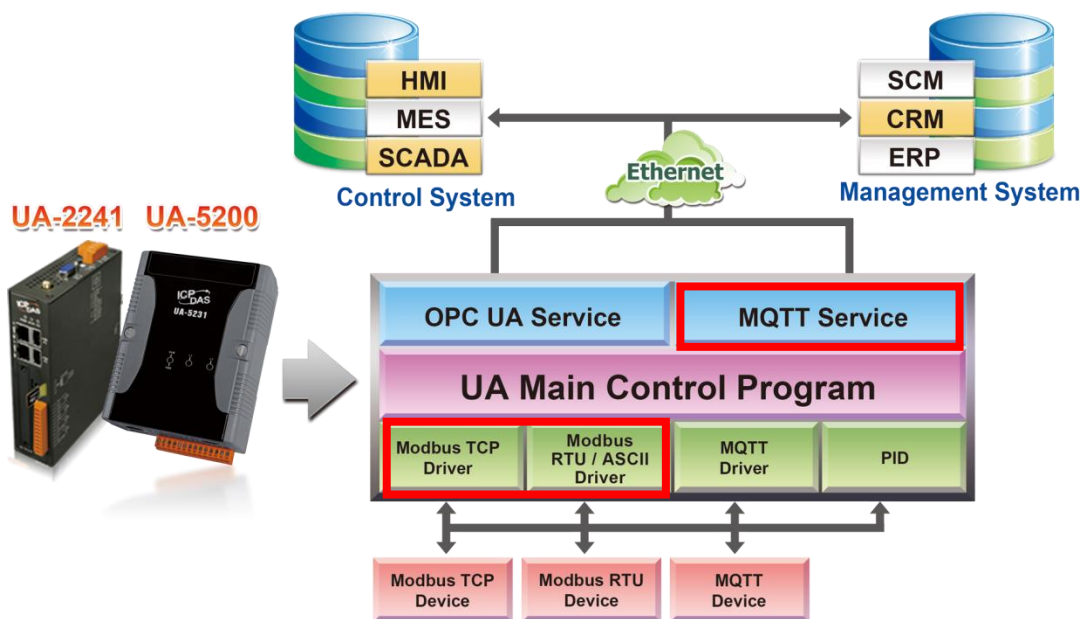 HMI
MES
SCADA
Control System
SCM
CRM
ERP
Management System
Ethernet
UA-2241 UA-5200
ICP DAS
ICP DAS
UA-5231
OPC UA Service
MQTT Service
UA Main Control Program
Modbus TCP
Driver
Modbus
RTU / ASCII
Driver
MQTT
Driver
PID
Modbus TCP
Device
Modbus RTU
Device
MQTT
Device